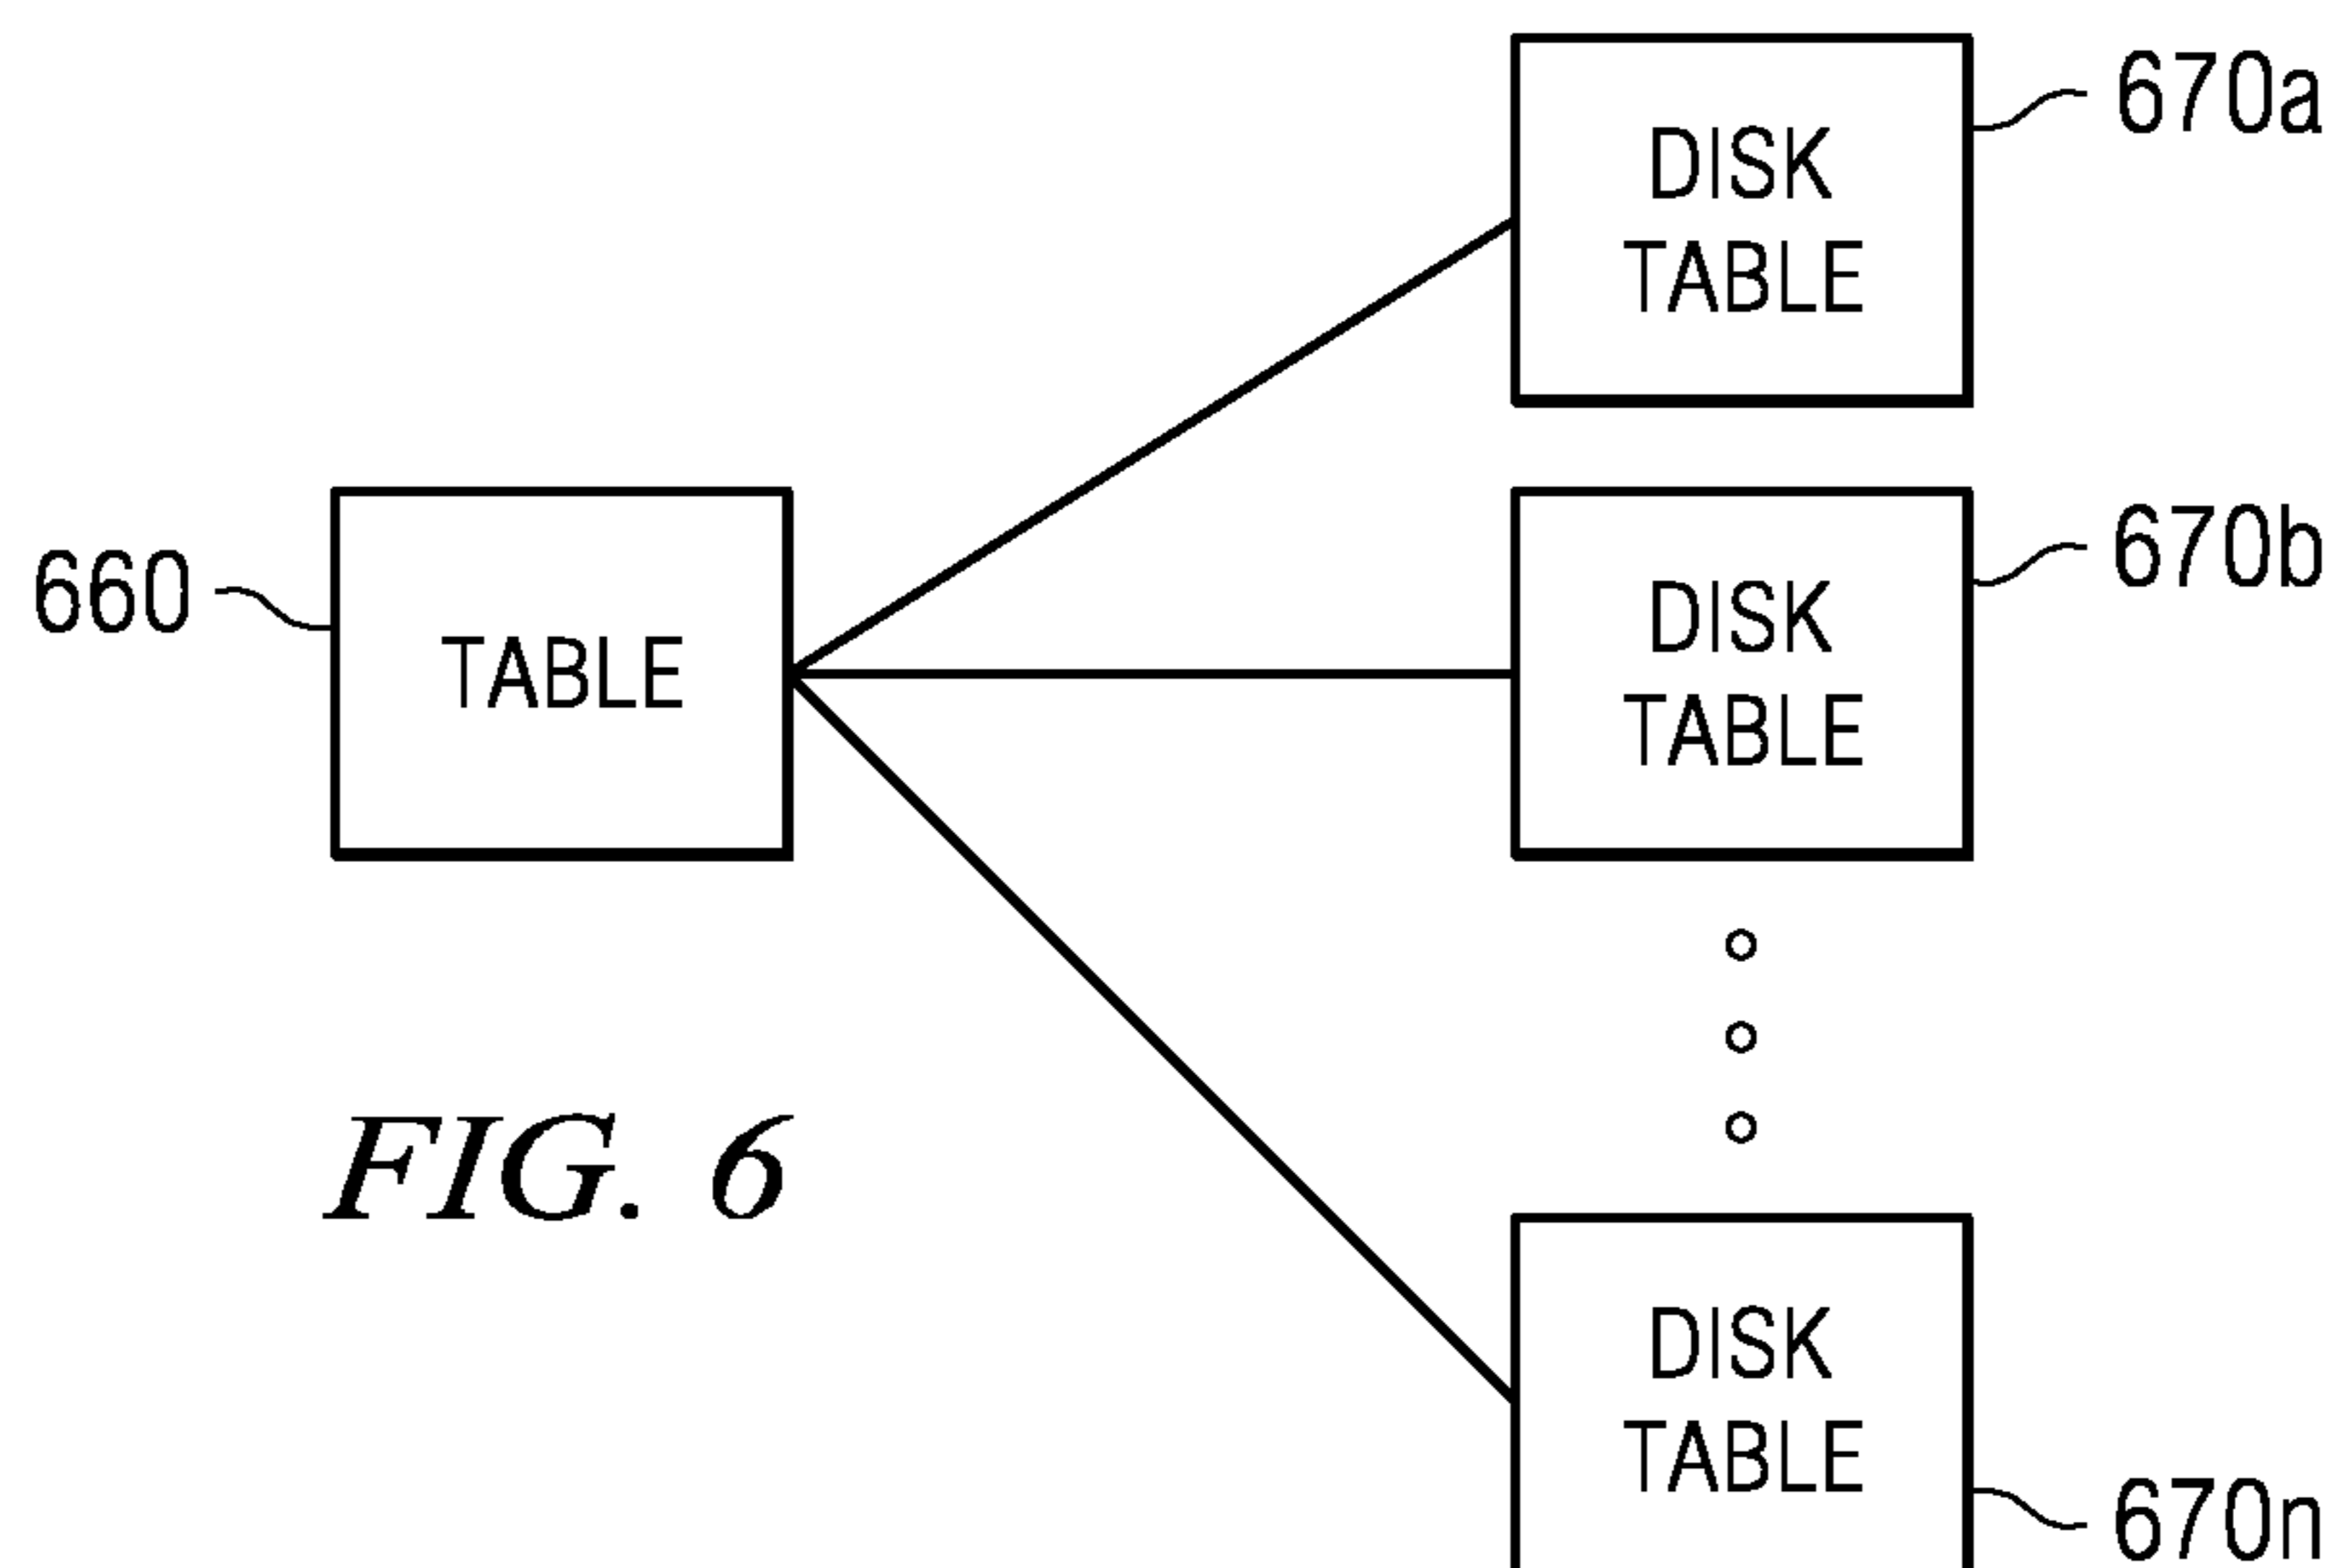 DISK
TABLE
670a
660
TABLE
DISK
TABLE
670b
FIG. 6
DISK
TABLE
670n